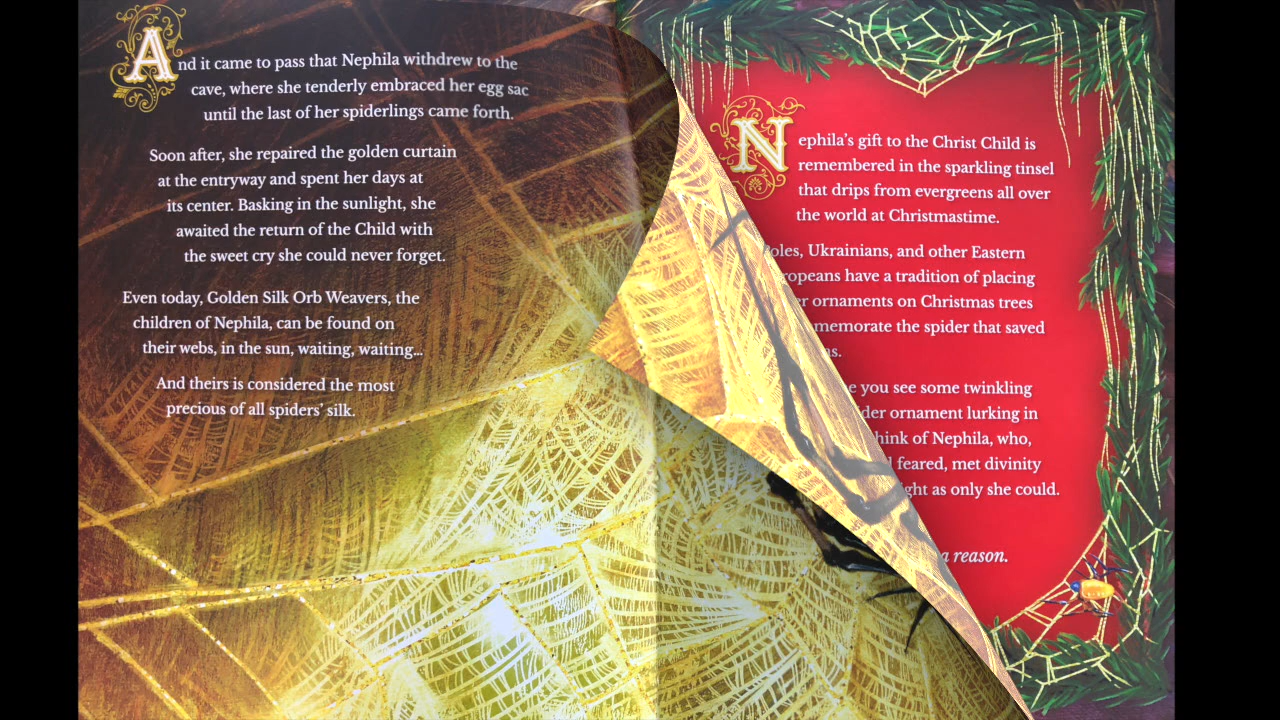 And it came to pass that Nephila withdrew to the
cave, where she tenderly embraced her egg sac
until the last of her spiderlings came forth.
Soon after, she repaired the golden curtain
at the entryway and spent her days at
its center. Basking in the sunlight, she
awaited the return of the Child with
the sweet cry she could never forget.
Even today, Golden Silk Orb Weavers, the
children of Nephila, can be found on
their webs, in the sun, waiting, waiting...
And theirs is considered the most
precious of all spiders' silk.
Nephila's gift to the Christ Child is
remembered in the sparkling tinsel
that drips from evergreens all over
the world at Christmastime.
oles, Ukrainians, and other Eastern
ropeans have a tradition of placing
er ornaments on Christmas trees
memorate the spider that saved
ns.
e you see some twinkling
ider ornament lurking in
hink of Nephila, who,
feared, met divinity
ght as only she could.
a reason.